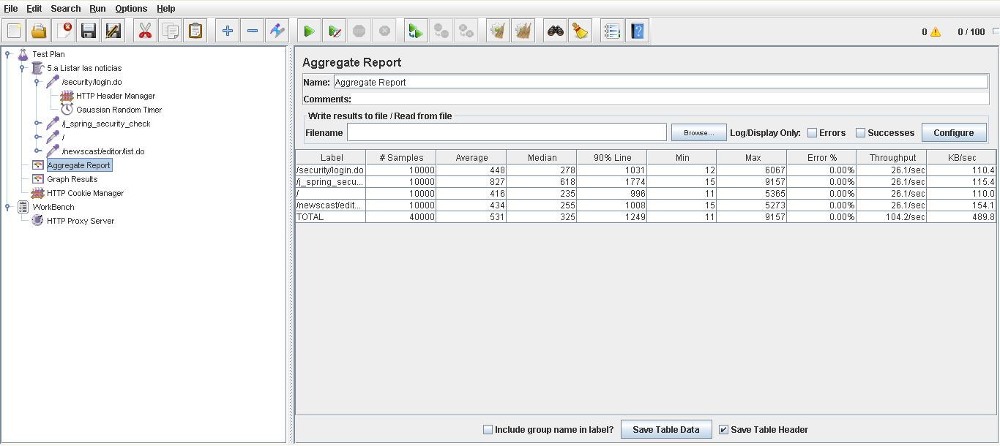 File Edit Search Run Options Help
0 0 / 100
Test Plan
5.a Listar las noticias
/security/login.do
HTTP Header Manager
Gaussian Random Timer
/j_spring_security_check
/
/newscast/editor/list.do
Aggregate Report
Graph Results
HTTP Cookie Manager
WorkBench
HTTP Proxy Server
Aggregate Report
Name: Aggregate Report
Comments:
Write results to file / Read from file
Filename Browse... Log/Display Only: Errors Successes Configure
Label # Samples Average Median 90% Line Min Max Error % Throughput KB/sec
/security/login.do 10000 448 278 1031 12 6067 0.00% 26.1/sec 110.4
/j_spring_secu... 10000 827 618 1774 15 9157 0.00% 26.1/sec 115.4
/ 10000 416 235 996 11 5365 0.00% 26.1/sec 110.0
/newscast/edit... 10000 434 255 1008 15 5273 0.00% 26.1/sec 154.1
TOTAL 40000 531 325 1249 11 9157 0.00% 104.2/sec 489.8
Include group name in label? Save Table Data Save Table Header